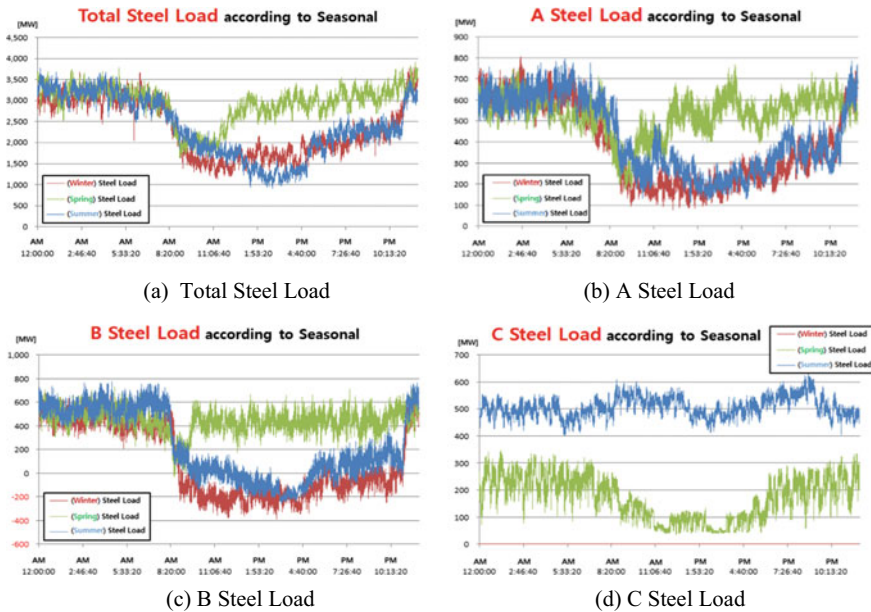 Total Steel Load according to Seasonal
[MW]
4,500
4,000
3,500
3,000
2,500
2,000
1,500
1,000
500
0
(Winter) Steel Load
(Spring) Steel Load
(Summer) Steel Load
AM AM AM AM AM PM PM PM PM
12:00:00 2:46:40 5:33:20 8:20:00 11:06:40 1:53:20 4:40:00 7:26:40 10:13:20
(a) Total Steel Load
A Steel Load according to Seasonal
[MW]
900
800
700
600
500
400
300
200
100
0
(Winter) Steel Load
(Spring) Steel Load
(Summer) Steel Load
AM AM AM AM AM PM PM PM PM
12:00:00 2:46:40 5:33:20 8:20:00 11:06:40 1:53:20 4:40:00 7:26:40 10:13:20
(b) A Steel Load
B Steel Load according to Seasonal
[MW]
1,000
800
600
400
200
0
-200
-400
-600
(Winter) Steel Load
(Spring) Steel Load
(Summer) Steel Load
AM AM AM AM AM PM PM PM PM
12:00:00 2:46:40 5:33:20 8:20:00 11:06:40 1:53:20 4:40:00 7:26:40 10:13:20
(c) B Steel Load
C Steel Load according to Seasonal
[MW]
(Winter) Steel Load
(Spring) Steel Load
(Summer) Steel Load
700
600
500
400
300
200
100
0
AM AM AM AM AM PM PM PM PM
12:00:00 2:46:40 5:33:20 8:20:00 11:06:40 1:53:20 4:40:00 7:26:40 10:13:20
(d) C Steel Load